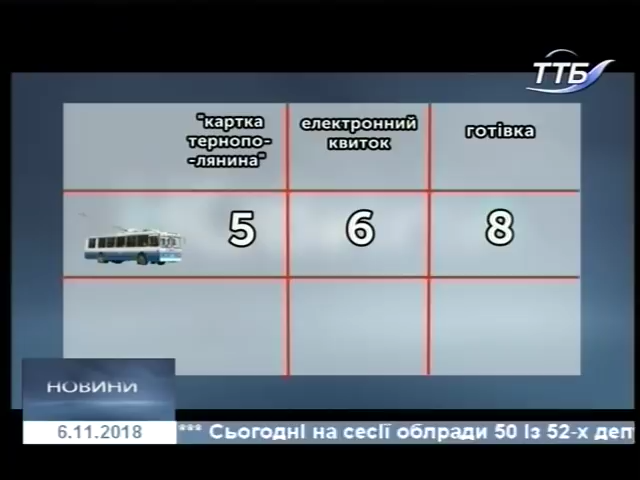 ТТБ
"картка
тернопо-
-лянина"
електронний
квиток
готівка
5
6
8
НОВИНИ
6.11.2018
*** Сьогодні на сесії облради 50 із 52-х деп